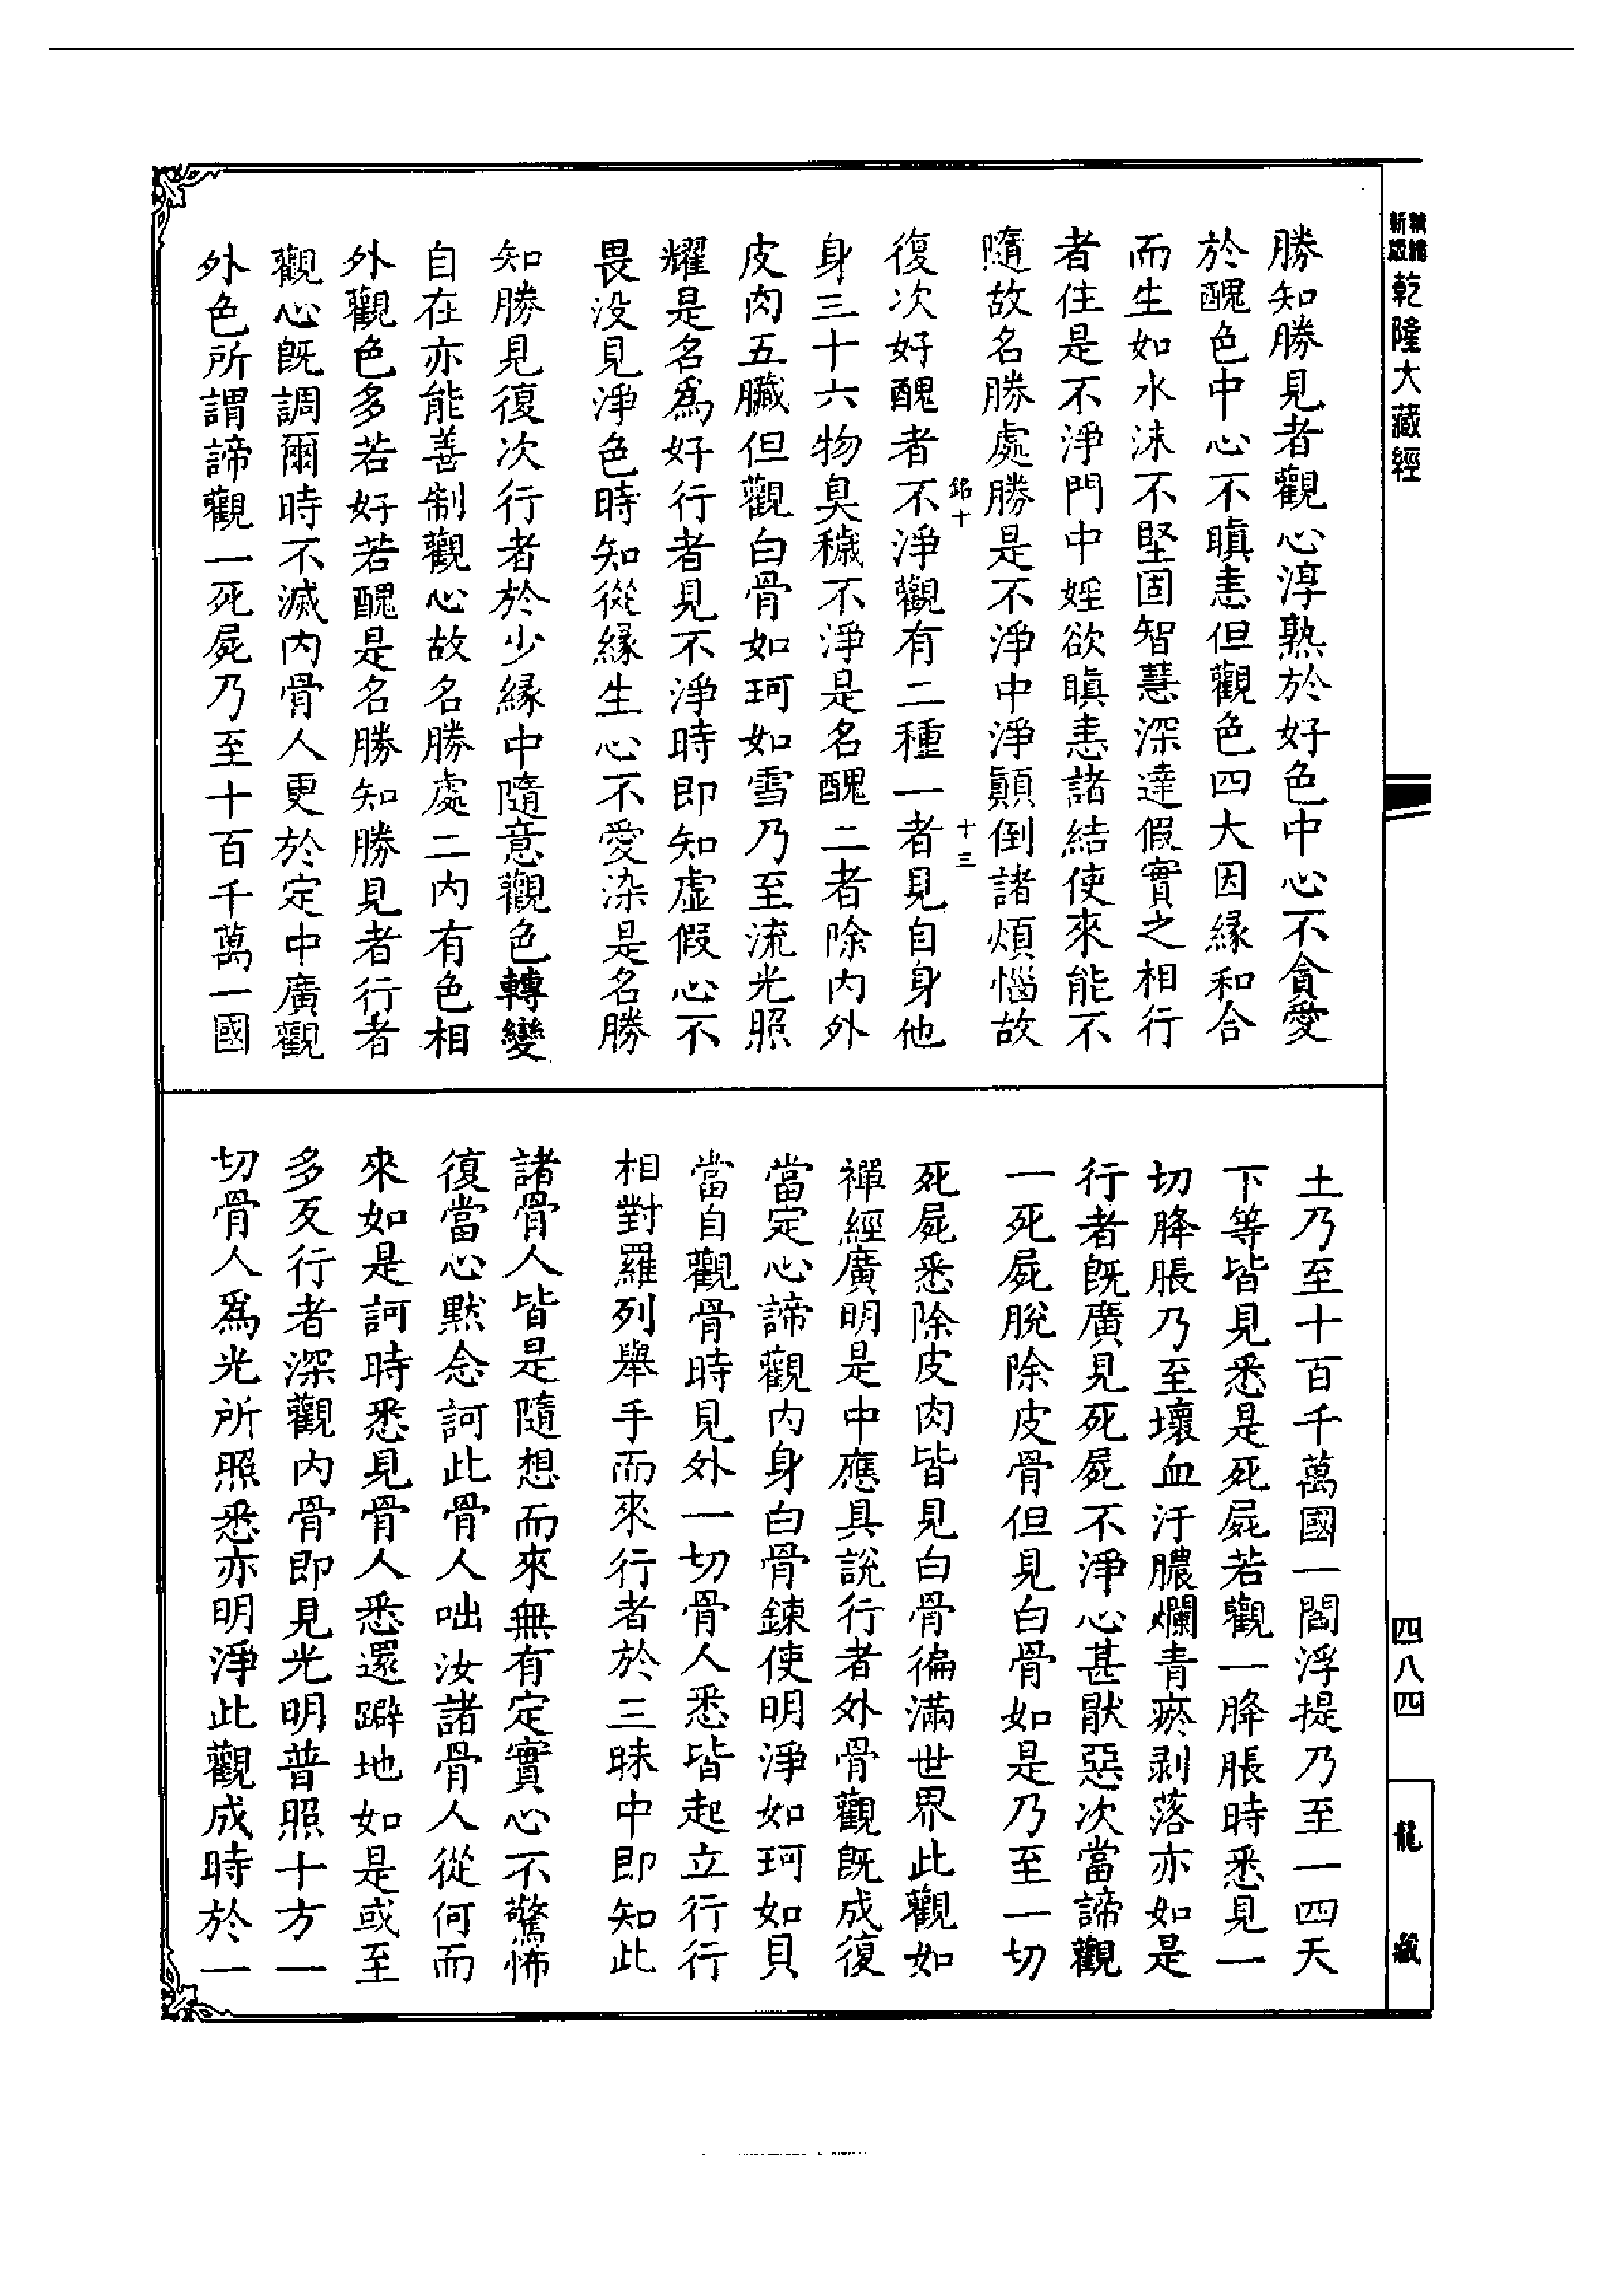 新編縮版乾隆大藏經
勝知勝見者觀心淳熟於好色中心不貪愛
於醜色中心不瞋恚但觀色四大因緣和合
而生如水沫不堅固智慧深達假實之相行
者住是不淨門中婬欲瞋恚諸結使來能不
隨故名勝處勝是不淨中淨顛倒諸煩惱故
銘十
十三
復次好醜者不淨觀有二種一者見自身他
身三十六物臭穢不淨是名醜二者除內外
皮肉五臟但觀白骨如珂如雪乃至流光照
耀是名為好行者見不淨時即知虛假心不
畏没見淨色時知從緣生心不愛染是名勝
知勝見復次行者於少緣中隨意觀色轉變
自在亦能善制觀心故名勝處二內有色相
外觀色多若好若醜是名勝知勝見者行者
觀心既調爾時不滅內骨人更於定中廣觀
外色所謂諦觀一死屍乃至十百千萬一國
土乃至十百千萬國一閻浮提乃至一四天
下等皆見悉是死屍若觀一胮脹時悉見一
切胮脹乃至壞血汙膿爛青瘀剥落亦如是
行者既廣見死屍不淨心甚猒惡次當諦觀
一死屍脫除皮骨但見白骨如是乃至一切
死屍悉除皮肉皆見白骨徧滿世界此觀如
禪經廣明是中應具說行者外骨觀既成復
當定心諦觀內身白骨鍊使明淨如珂如貝
當自觀骨時見外一切骨人悉皆起立行行
相對羅列舉手而來行者於三昧中即知此
諸骨人皆是隨想而來無有定實心不驚怖
復當心默念訶此骨人咄汝諸骨人從何而
來如是訶時悉見骨人悉還躃地如是或至
多反行者深觀內骨即見光明普照十方一
切骨人為光所照悉亦明淨此觀成時於一
四八四
龍藏